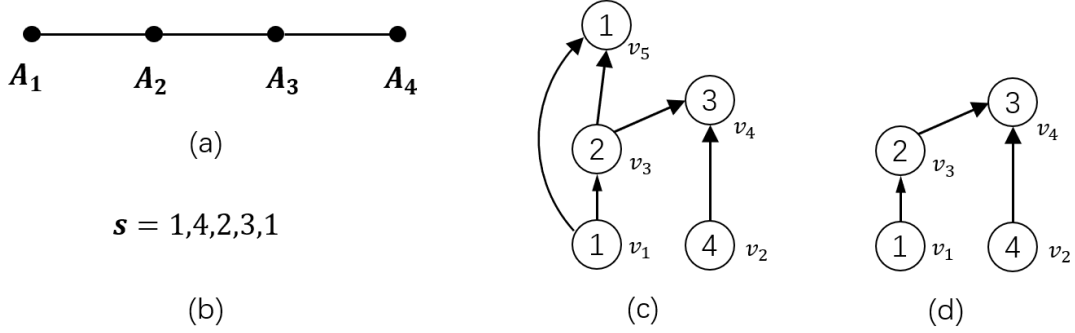 A₁ A₂ A₃ A₄
(a)
s = 1,4,2,3,1
(b)
1
v₅
3
v₄
2
v₃
1
v₁
4
v₂
(c)
3
v₄
2
v₃
1
v₁
4
v₂
(d)